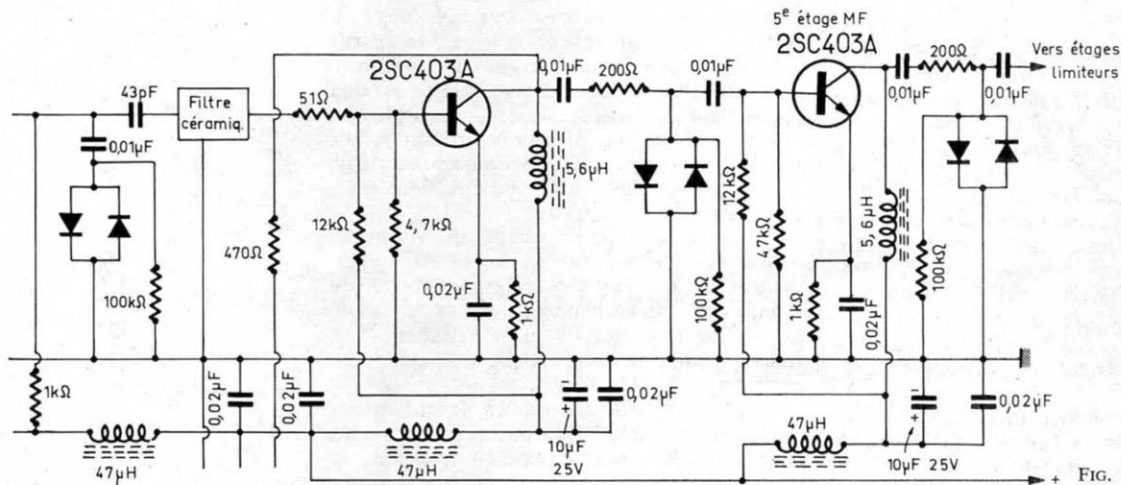 5e étage MF
2SC403A
2SC403A
0,01µF
200Ω
0,01µF
200Ω
Vers étages
limiteurs
0,01µF
0,01µF
43pF
Filtre
céramiq.
51Ω
0,01µF
5,6µH
12kΩ
4,7kΩ
470Ω
12kΩ
47kΩ
5,6µH
100kΩ
100kΩ
0,02µF
1kΩ
100kΩ
1kΩ
0,02µF
1kΩ
0,02µF
0,02µF
0,02µF
0,02µF
47µH
47µH
47µH
- +
10µF
25V
- +
10µF 25V
+
FIG.